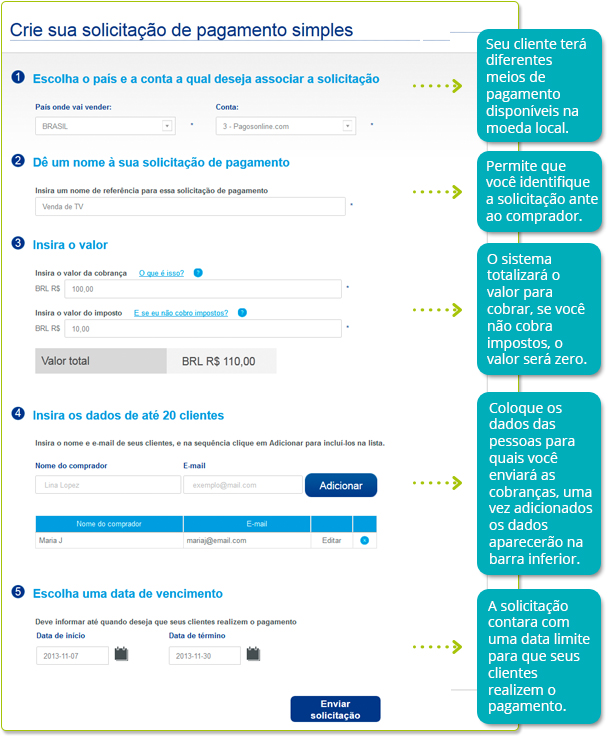 Crie sua solicitação de pagamento simples
1 Escolha o país e a conta a qual deseja associar a solicitação
País onde vai vender: Conta:
BRASIL * 3 - Pagosonline.com *
Seu cliente terá
diferentes
meios de
pagamento
disponíveis na
moeda local.
2 Dê um nome à sua solicitação de pagamento
Insira um nome de referência para essa solicitação de pagamento
Venda de TV *
Permite que
você identifique
a solicitação ante
ao comprador.
3 Insira o valor
Insira o valor da cobrança O que é isso? ?
BRL R$ 100,00 *
Insira o valor do imposto E se eu não cobro impostos? ?
BRL R$ 10,00 *
Valor total BRL R$ 110,00
O sistema
totalizará o
valor para
cobrar, se você
não cobra
impostos, o
valor será zero.
4 Insira os dados de até 20 clientes
Insira o nome e e-mail de seus clientes, e na sequência clique em Adicionar para incluí-los na lista.
Nome do comprador E-mail
Lina Lopez exemplo@mail.com Adicionar
Nome do comprador E-mail
Maria J mariaj@email.com Editar x
Coloque os
dados das
pessoas para
quais você
enviará as
cobranças, uma
vez adicionados
os dados
aparecerão na
barra inferior.
5 Escolha uma data de vencimento
Deve informar até quando deseja que seus clientes realizem o pagamento
Data de início Data de término
2013-11-07 2013-11-30
A solicitação
contara com
uma data limite
para que seus
clientes
realizem o
pagamento.
Enviar
solicitação